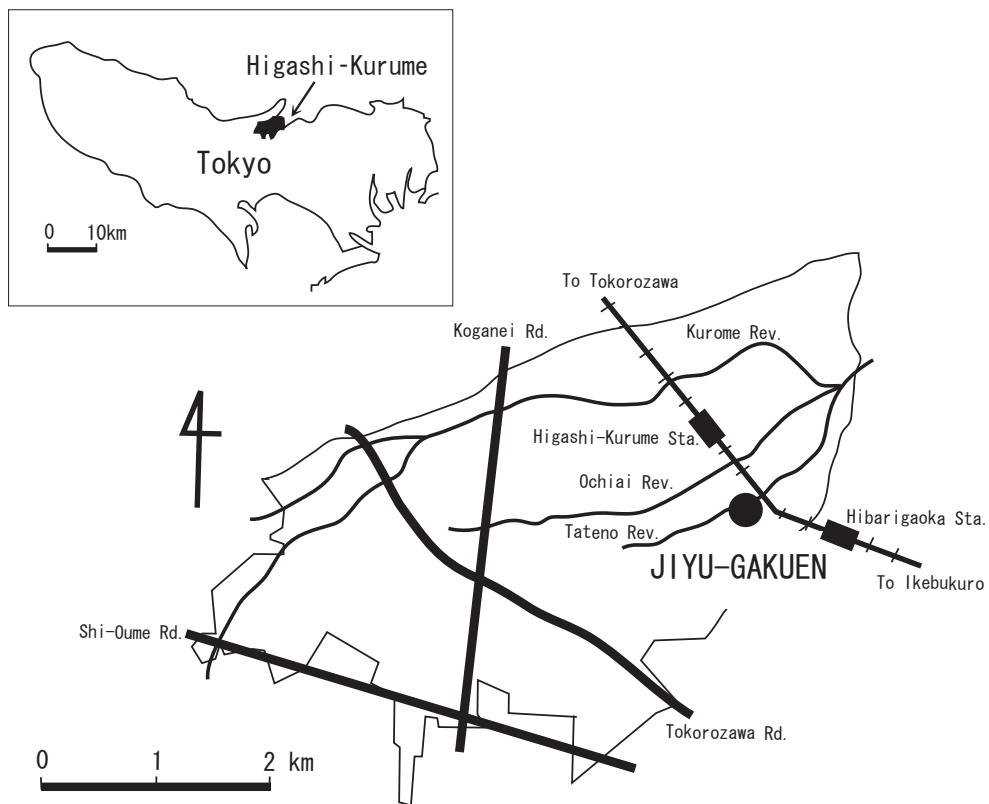 Higashi-Kurume
Tokyo
0 10km
To Tokorozawa
Koganei Rd.
Kurome Rev.
Higashi-Kurume Sta.
Ochiai Rev.
Tateno Rev.
Hibarigaoka Sta.
JIYU-GAKUEN
To Ikebukuro
Shi-Oume Rd.
Tokorozawa Rd.
0 1 2 km